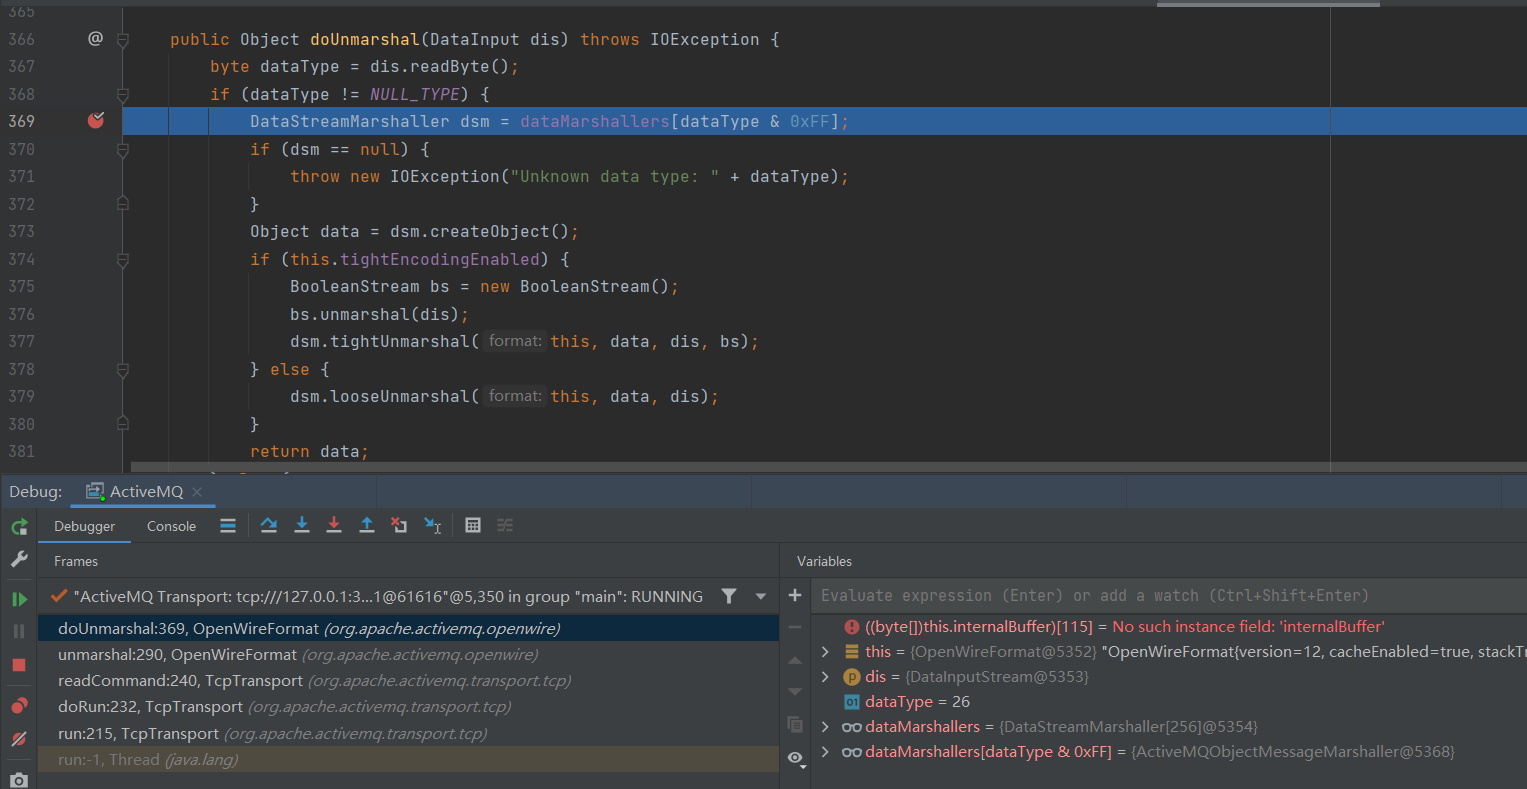 365
366 @ public Object doUnmarshal(DataInput dis) throws IOException {
367 byte dataType = dis.readByte();
368 if (dataType != NULL_TYPE) {
369 DataStreamMarshaller dsm = dataMarshallers[dataType & 0xFF];
370 if (dsm == null) {
371 throw new IOException("Unknown data type: " + dataType);
372 }
373 Object data = dsm.createObject();
374 if (this.tightEncodingEnabled) {
375 BooleanStream bs = new BooleanStream();
376 bs.unmarshal(dis);
377 dsm.tightUnmarshal( format: this, data, dis, bs);
378 } else {
379 dsm.looseUnmarshal( format: this, data, dis);
380 }
381 return data;
Debug: ActiveMQ
Debugger Console
Frames
"ActiveMQ Transport: tcp:///127.0.0.1:3...1@61616"@5,350 in group "main": RUNNING
doUnmarshal:369, OpenWireFormat (org.apache.activemq.openwire)
unmarshal:290, OpenWireFormat (org.apache.activemq.openwire)
readCommand:240, TcpTransport (org.apache.activemq.transport.tcp)
doRun:232, TcpTransport (org.apache.activemq.transport.tcp)
run:215, TcpTransport (org.apache.activemq.transport.tcp)
run:-1, Thread (java.lang)
Variables
Evaluate expression (Enter) or add a watch (Ctrl+Shift+Enter)
((byte[])this.internalBuffer)[115] = No such instance field: 'internalBuffer'
this = {OpenWireFormat@5352} "OpenWireFormat{version=12, cacheEnabled=true, stackTr
p dis = {DataInputStream@5353}
01 dataType = 26
dataMarshallers = {DataStreamMarshaller[256]@5354}
dataMarshallers[dataType & 0xFF] = {ActiveMQObjectMessageMarshaller@5368}